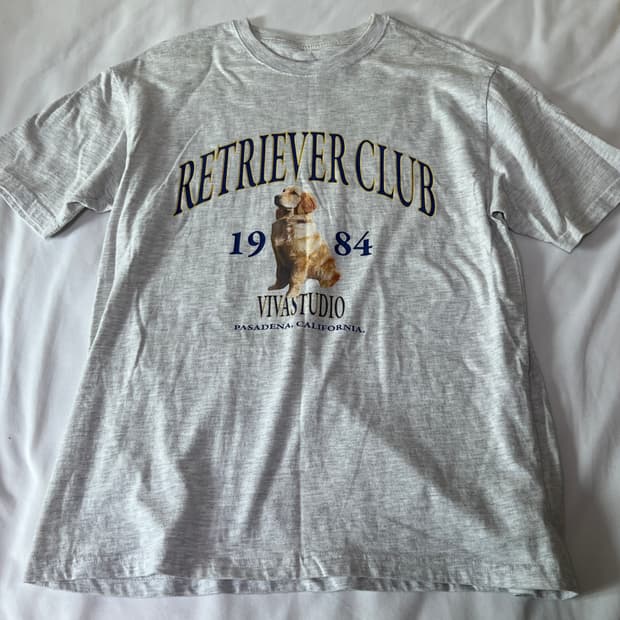 RETRIEVER CLUB
19 84
VIVASTUDIO
PASADENA, CALIFORNIA.